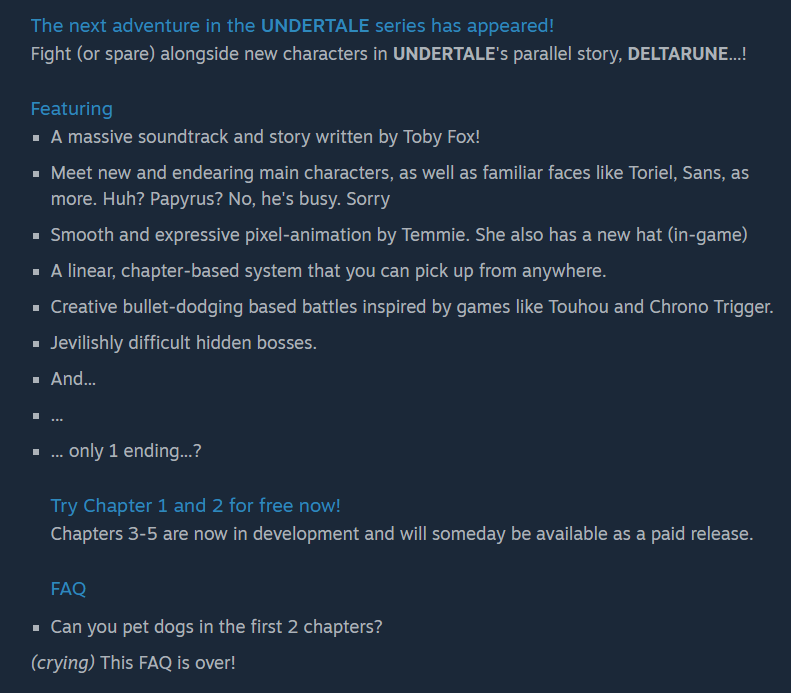 The next adventure in the UNDERTALE series has appeared!
Fight (or spare) alongside new characters in UNDERTALE's parallel story, DELTARUNE...!
Featuring
A massive soundtrack and story written by Toby Fox!
Meet new and endearing main characters, as well as familiar faces like Toriel, Sans, as
more. Huh? Papyrus? No, he's busy. Sorry
Smooth and expressive pixel-animation by Temmie. She also has a new hat (in-game)
A linear, chapter-based system that you can pick up from anywhere.
Creative bullet-dodging based battles inspired by games like Touhou and Chrono Trigger.
Jevilishly difficult hidden bosses.
And...
...
... only 1 ending...?
Try Chapter 1 and 2 for free now!
Chapters 3-5 are now in development and will someday be available as a paid release.
FAQ
Can you pet dogs in the first 2 chapters?
(crying) This FAQ is over!